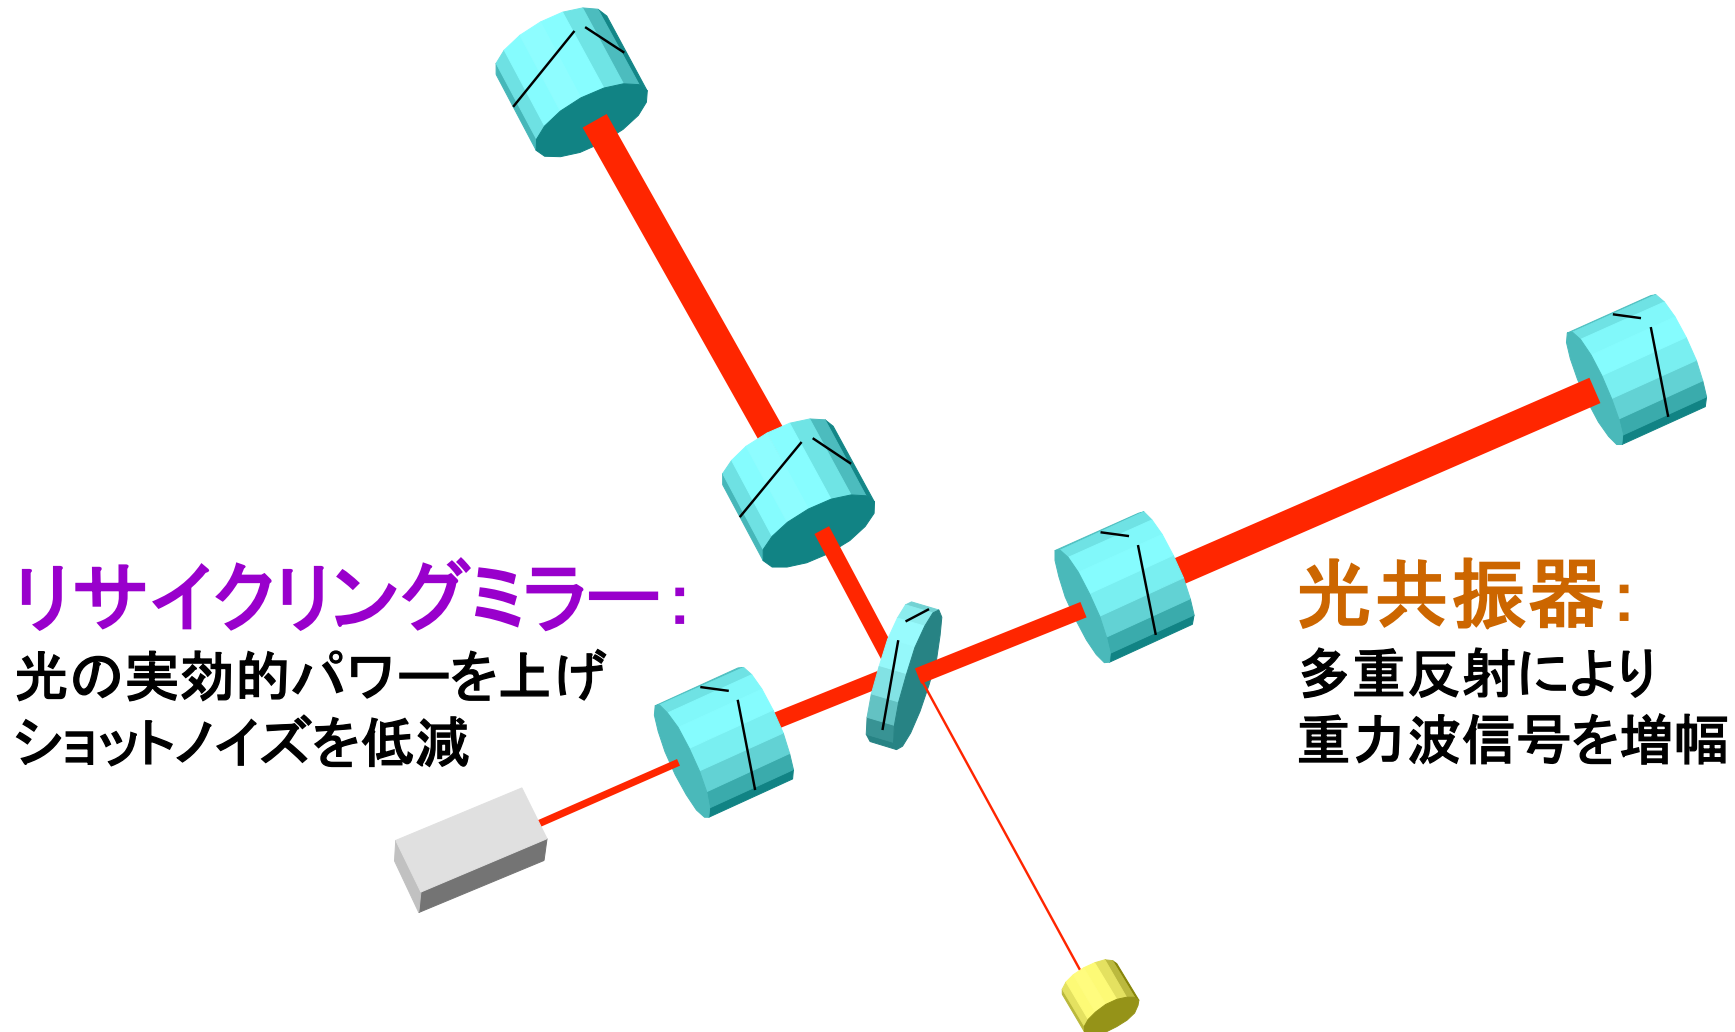 リサイクリングミラー：
光の実効的パワーを上げ
ショットノイズを低減
光共振器：
多重反射により
重力波信号を増幅